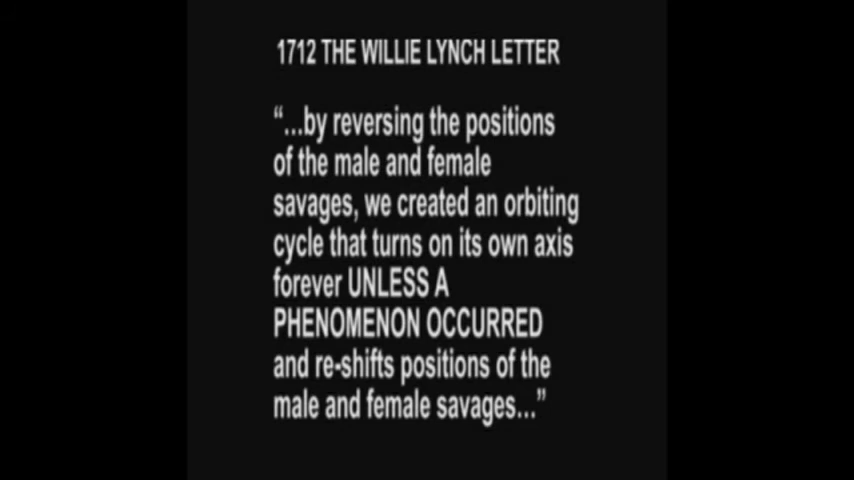 1712 THE WILLIE LYNCH LETTER
“...by reversing the positions
of the male and female
savages, we created an orbiting
cycle that turns on its own axis
forever UNLESS A
PHENOMENON OCCURRED
and re-shifts positions of the
male and female savages...”